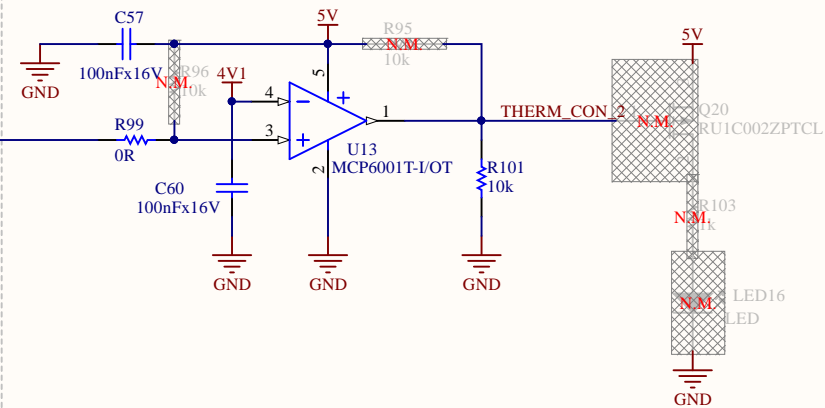 C57
100nFx16V
GND
R96
10k
N.M.
5V
R95
10k
N.M.
4V1
5
4
3
1
2
R99
0R
U13
MCP6001T-I/OT
C60
100nFx16V
GND
GND
R101
10k
GND
THERM_CON_2
5V
Q20
RU1C002ZPTCL
N.M.
R103
1k
N.M.
LED16
LED
N.M.
GND